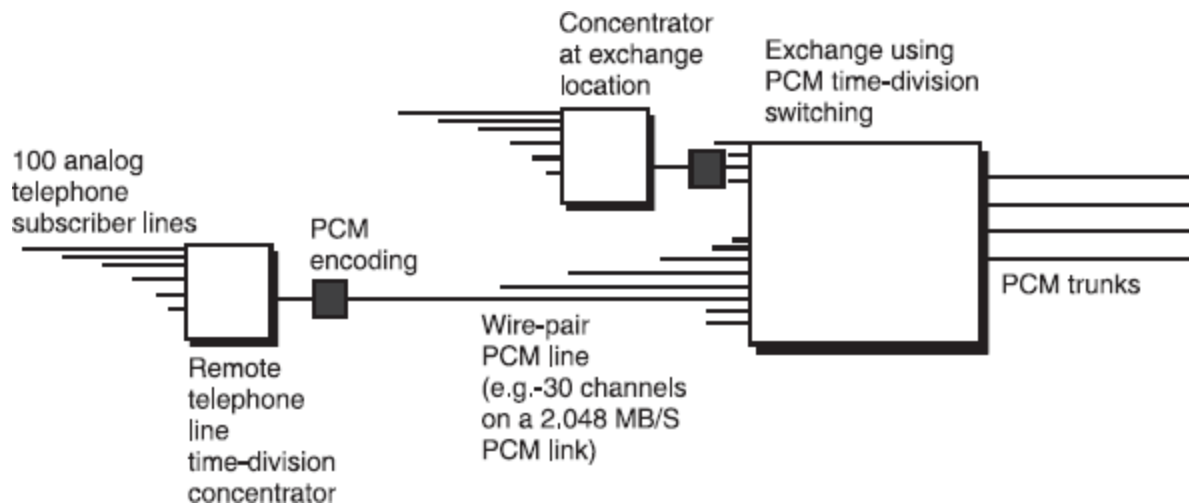 Concentrator
at exchange
location
Exchange using
PCM time-division
switching
100 analog
telephone
subscriber lines
PCM
encoding
PCM trunks
Wire-pair
PCM line
(e.g.-30 channels
on a 2.048 MB/S
PCM link)
Remote
telephone
line
time-division
concentrator